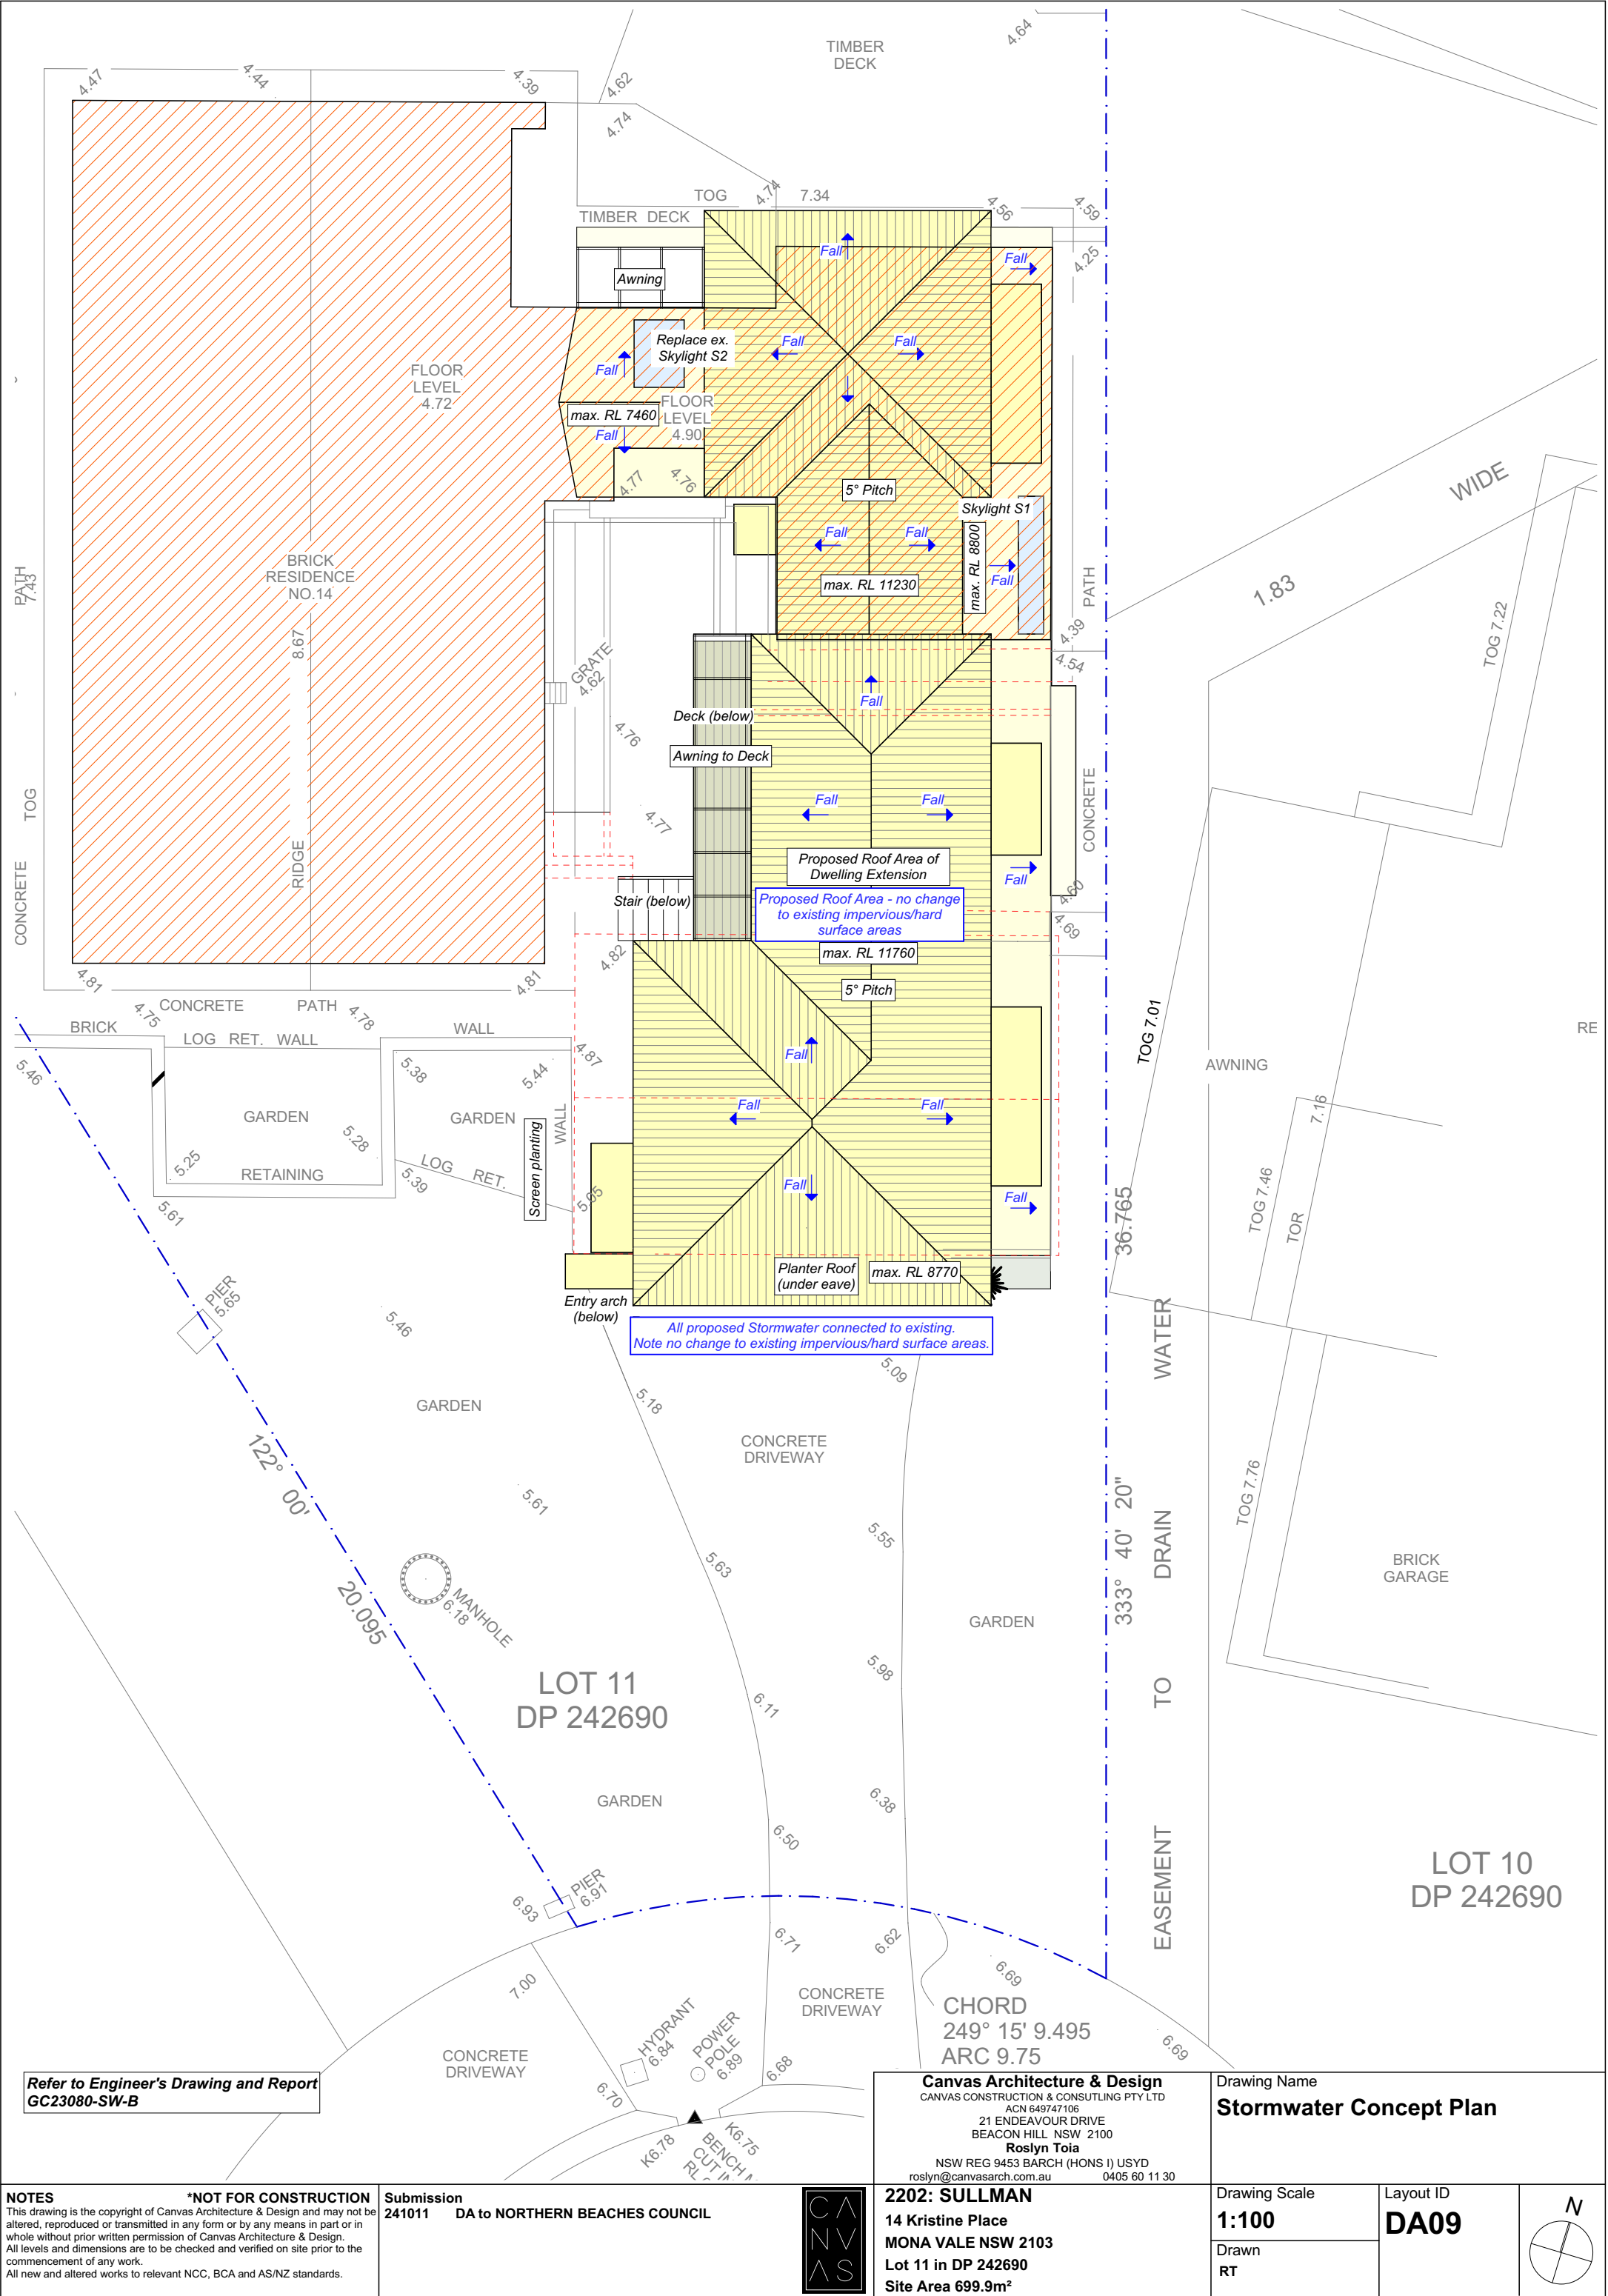 4.64
TIMBER
DECK
4.47
4.44
4.39
4.62
4.74
TOG
4.74
7.34
4.56
4.59
TIMBER DECK
4.25
Fall
Fall
Awning
Replace ex.
Skylight S2
Fall
Fall
Fall
FLOOR
LEVEL
4.72
FLOOR
LEVEL
4.90
max. RL 7460
Fall
4.77
4.76
5° Pitch
Skylight S1
WIDE
Fall
Fall
max. RL 8800
Fall
max. RL 11230
BRICK
RESIDENCE
NO.14
PATH
7.43
PATH
1.83
TOG 7.22
8.67
GRATE
4.62
4.39
4.54
Fall
Deck (below)
4.76
Awning to Deck
TOG
4.77
Fall
Fall
CONCRETE
CONCRETE
RIDGE
Proposed Roof Area of
Dwelling Extension
Fall
Stair (below)
Proposed Roof Area - no change
to existing impervious/hard
surface areas
4.60
4.69
4.82
max. RL 11760
5° Pitch
4.81
4.81
CONCRETE PATH
4.75
4.78
BRICK
LOG RET. WALL
WALL
TOG 7.01
RE
5.46
5.38
5.44
4.87
Fall
AWNING
GARDEN
GARDEN
WALL
Fall
Fall
7.16
5.28
5.25
RETAINING
5.39
LOG RET.
Screen planting
5.05
Fall
Fall
5.61
36.765
TOG 7.46
TOR
Planter Roof
(under eave)
max. RL 8770
PIER
5.65
Entry arch
(below)
5.46
All proposed Stormwater connected to existing.
Note no change to existing impervious/hard surface areas.
WATER
5.09
5.18
GARDEN
CONCRETE
DRIVEWAY
122° 00'
5.61
5.55
333° 40' 20"
DRAIN
TOG 7.76
5.63
BRICK
GARAGE
20.095
MANHOLE
6.18
GARDEN
5.98
LOT 11
DP 242690
TO
6.11
GARDEN
6.38
6.50
EASEMENT
LOT 10
DP 242690
PIER
6.91
6.93
6.71
6.62
6.69
7.00
CONCRETE
DRIVEWAY
CHORD
249° 15' 9.495
ARC 9.75
HYDRANT
6.84
POWER
POLE
6.89
6.68
6.69
CONCRETE
DRIVEWAY
6.70
K6.78
K6.75
CUT IN
Refer to Engineer's Drawing and Report
GC23080-SW-B
Canvas Architecture & Design
CANVAS CONSTRUCTION & CONSUTLING PTY LTD
ACN 649747106
21 ENDEAVOUR DRIVE
BEACON HILL NSW 2100
Roslyn Toia
NSW REG 9453 BARCH (HONS I) USYD
roslyn@canvasarch.com.au 0405 60 11 30
Drawing Name
Stormwater Concept Plan
NOTES *NOT FOR CONSTRUCTION
This drawing is the copyright of Canvas Architecture & Design and may not be
altered, reproduced or transmitted in any form or by any means in part or in
whole without prior written permission of Canvas Architecture & Design.
All levels and dimensions are to be checked and verified on site prior to the
commencement of any work.
All new and altered works to relevant NCC, BCA and AS/NZ standards.
Submission
241011 DA to NORTHERN BEACHES COUNCIL
CA
NV
AS
2202: SULLMAN
14 Kristine Place
MONA VALE NSW 2103
Lot 11 in DP 242690
Site Area 699.9m²
Drawing Scale
1:100
Drawn
RT
Layout ID
DA09
N